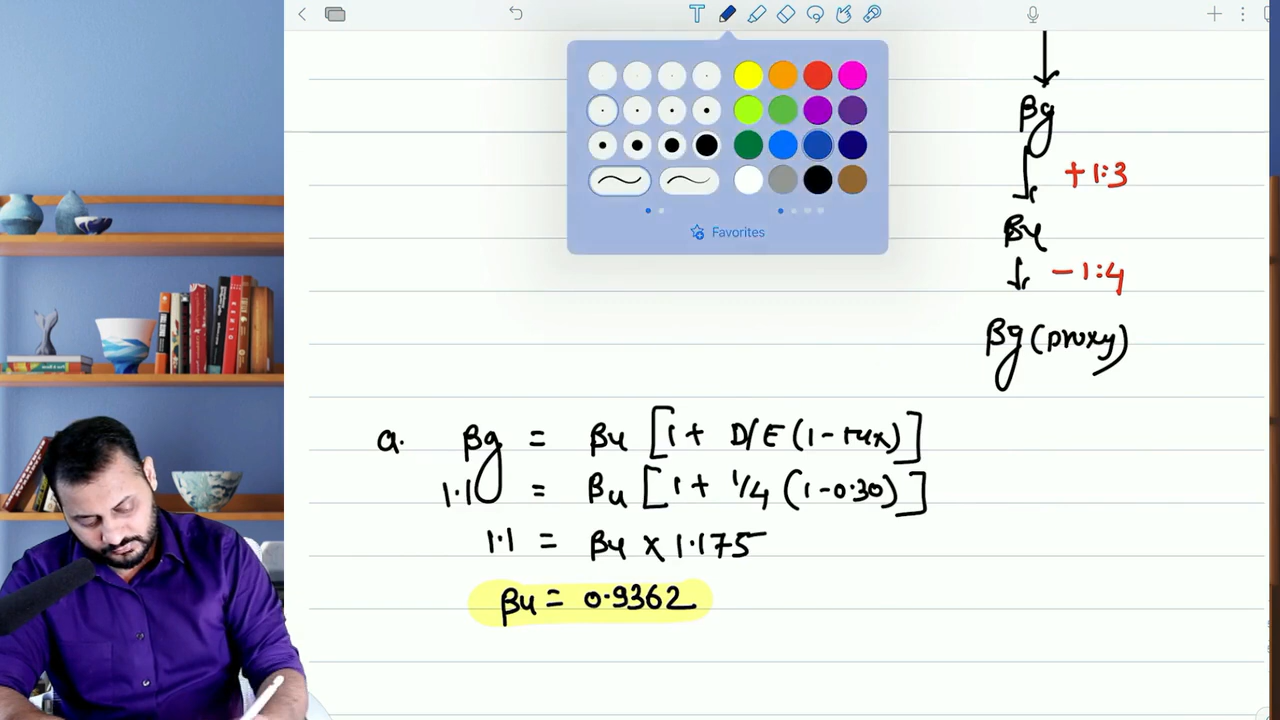 Favorites
βg
+1:3
βu
-1:4
βg (proxy)
a. βg = βu [1 + D/E (1-tax)]
1.1 = βu [1 + 1/4 (1-0.30)]
1.1 = βu x 1.175
βu = 0.9362